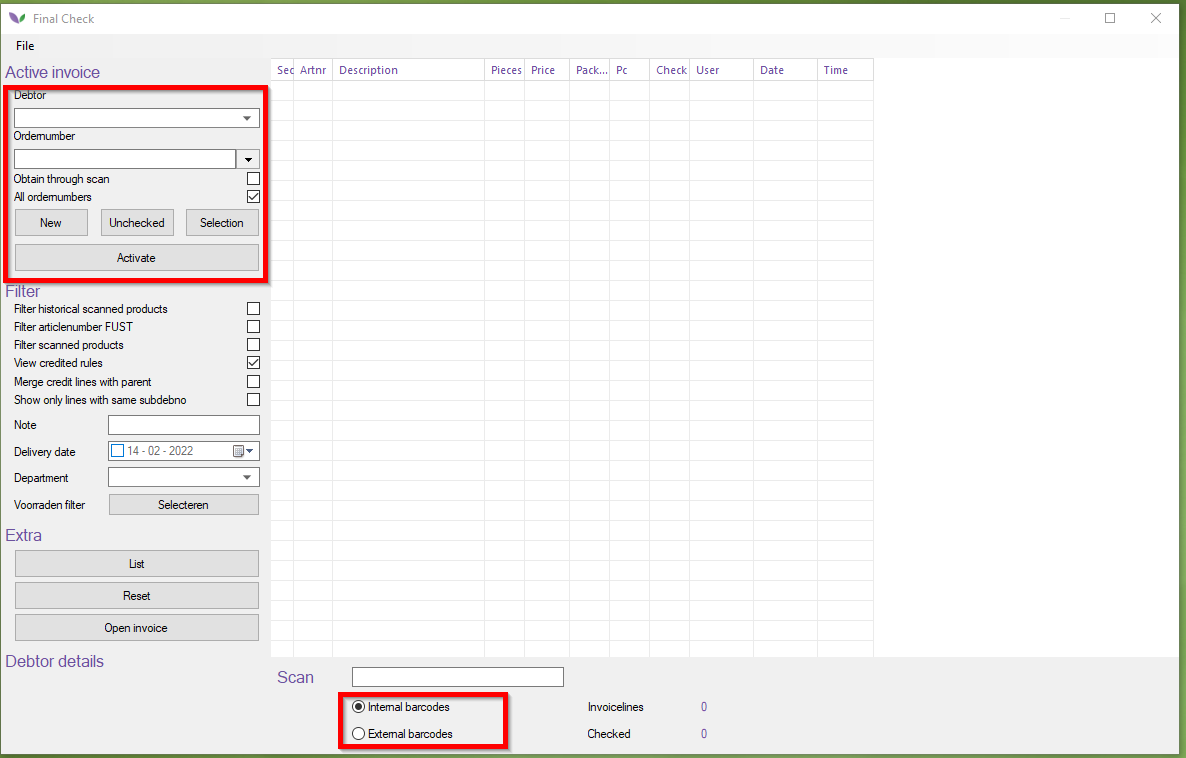 Final Check
File
Active invoice
Debtor
Ordernumber
Obtain through scan
All ordernumbers
New Unchecked Selection
Activate
Filter
Filter historical scanned products
Filter articlenumber FUST
Filter scanned products
View credited rules
Merge credit lines with parent
Show only lines with same subdebno
Note
Delivery date 14 - 02 - 2022
Department
Voorraden filter Selecteren
Extra
List
Reset
Open invoice
Debtor details
Sec Artnr Description Pieces Price Pack... Pc Check User Date Time
Scan
Internal barcodes Invoicelines 0
External barcodes Checked 0